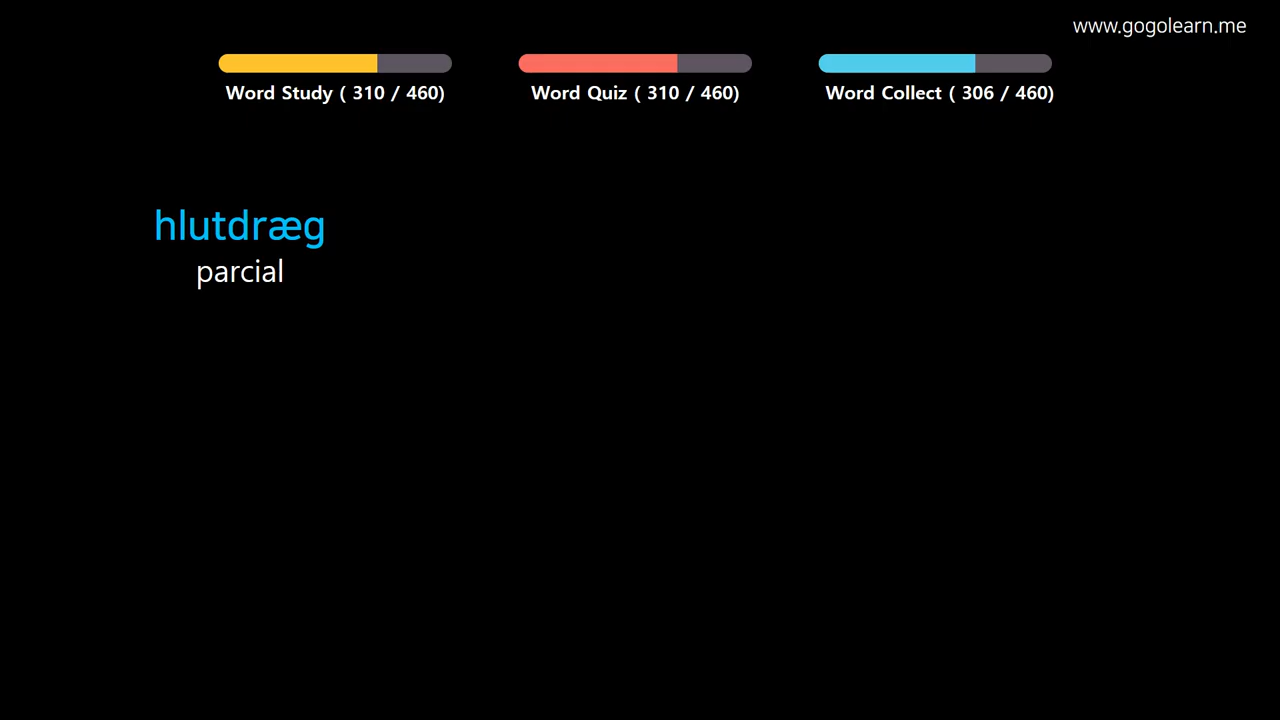 www.gogolearn.me
Word Study ( 310 / 460)
Word Quiz ( 310 / 460)
Word Collect ( 306 / 460)
hlutdræg
parcial